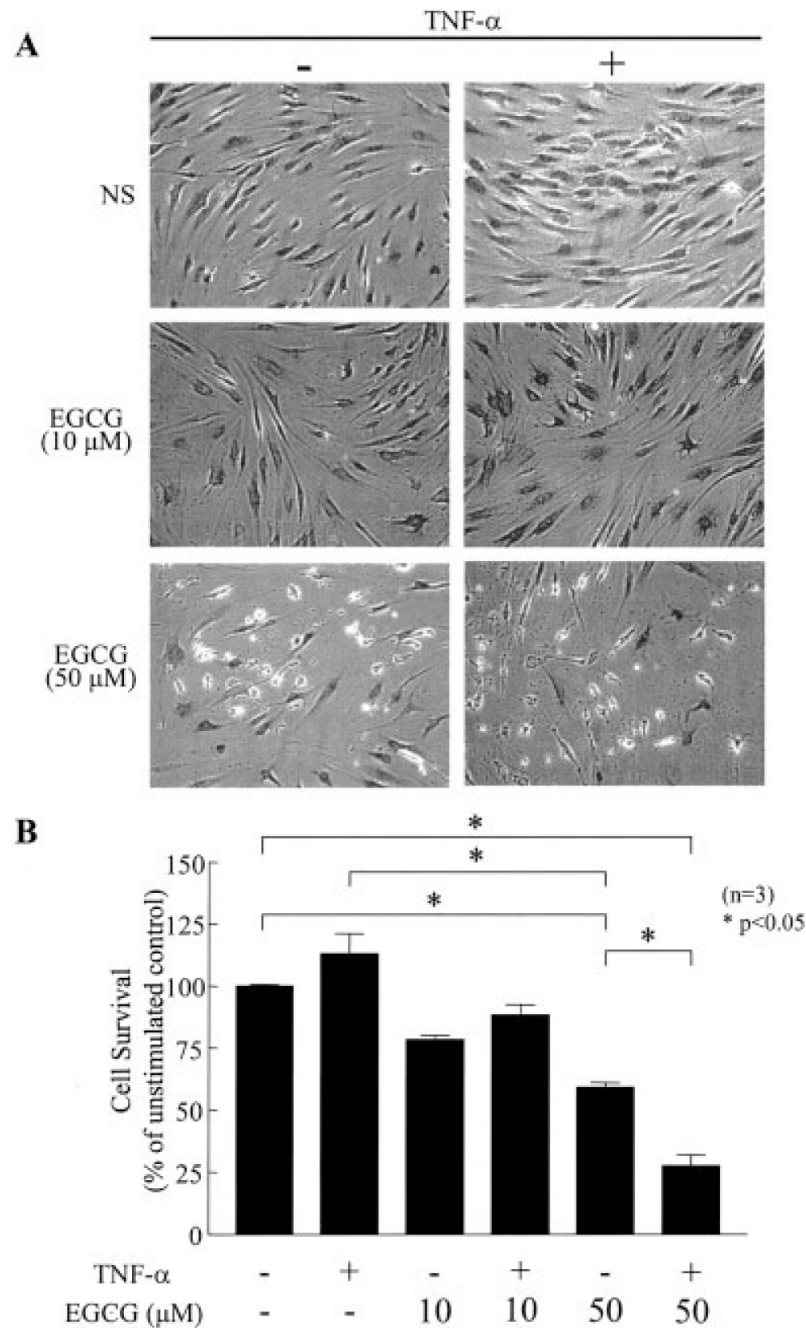 TNF-α
A
- +
NS
EGCG
(10 μM)
EGCG
(50 μM)
B
*
*
*
*
(n=3)
* p<0.05
Cell Survival
(% of unstimulated control)
150
125
100
75
50
25
0
TNF-α - + - + - +
EGCG (μM) - - 10 10 50 50